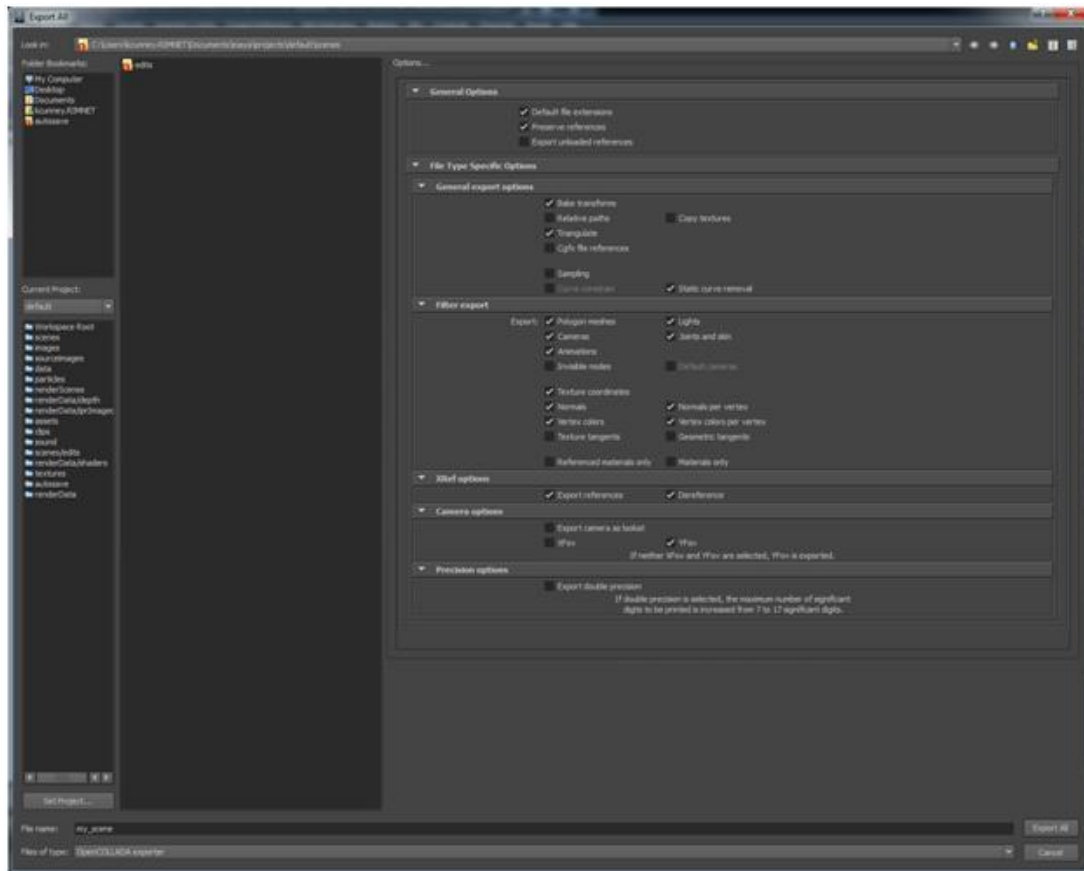 Export All
Look in:
Folder Bookmarks:
My Computer
Desktop
Documents
autosave
edits
Options...
General Options
Default file extensions
Preserve references
Export unloaded references
File Type Specific Options
General export options
Bake transforms
Relative paths Copy textures
Triangulate
Cgfx file references
Sampling
Curve constrain Static curve removal
Filter export
Export: Polygon meshes Lights
Cameras Joints and skin
Animations
Invisible nodes Default cameras
Texture coordinates
Normals Normals per vertex
Vertex colors Vertex colors per vertex
Texture tangents Geometric tangents
Referenced materials only Materials only
XRef options
Export references Dereference
Camera options
Export camera as lookat
XFov YFov
If neither XFov and YFov are selected, YFov is exported.
Precision options
Export double precision
If double precision is selected, the maximum number of significant
digits to be printed is increased from 7 to 17 significant digits.
Current Project:
default
Workspace Root
scenes
images
sourceimages
data
particles
renderScenes
renderData/depth
renderData/iprImages
assets
clips
sound
scenes/edits
renderData/shaders
textures
autosave
renderData
Set Project...
File name: my_scene Export All
Files of type: OpenCOLLADA exporter Cancel